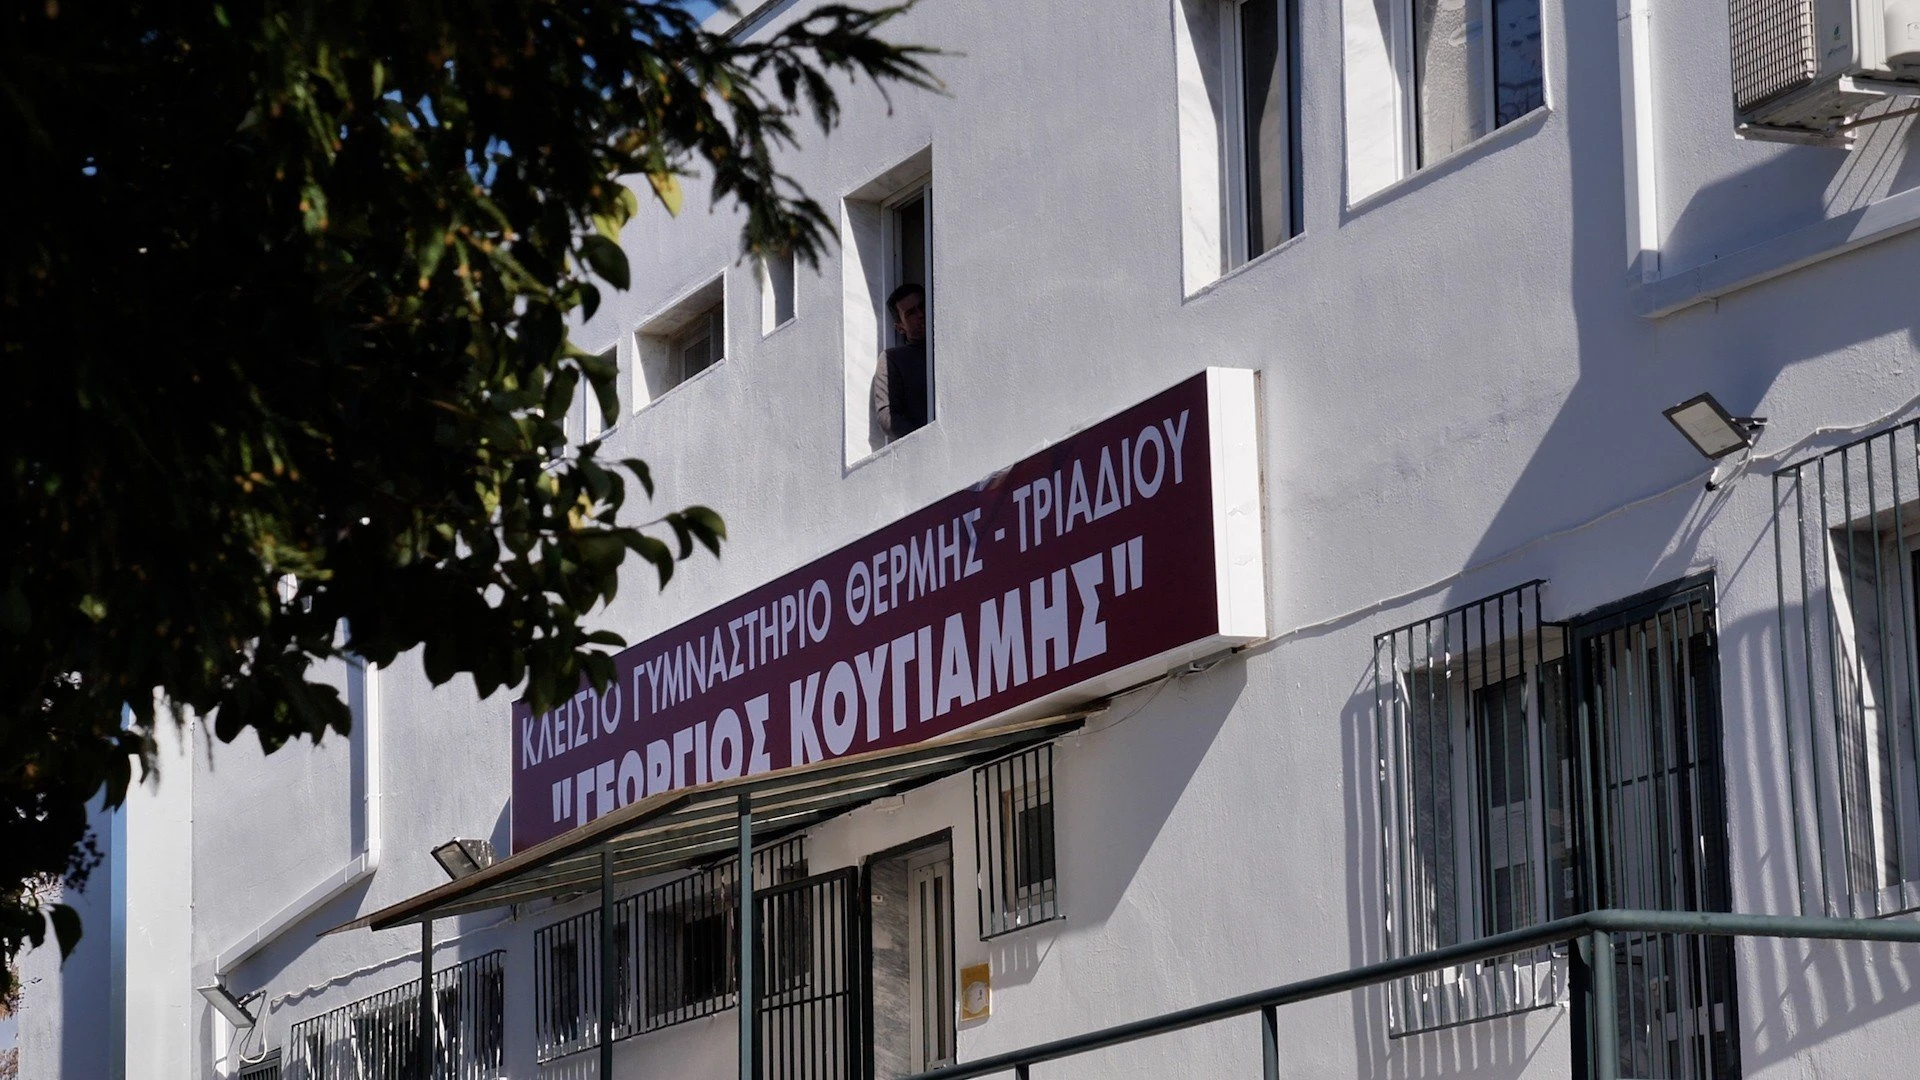 ΚΛΕΙΣΤΟ ΓΥΜΝΑΣΤΗΡΙΟ ΘΕΡΜΗΣ - ΤΡΙΑΔΙΟΥ
"ΓΕΩΡΓΙΟΣ ΚΟΥΓΙΑΜΗΣ"